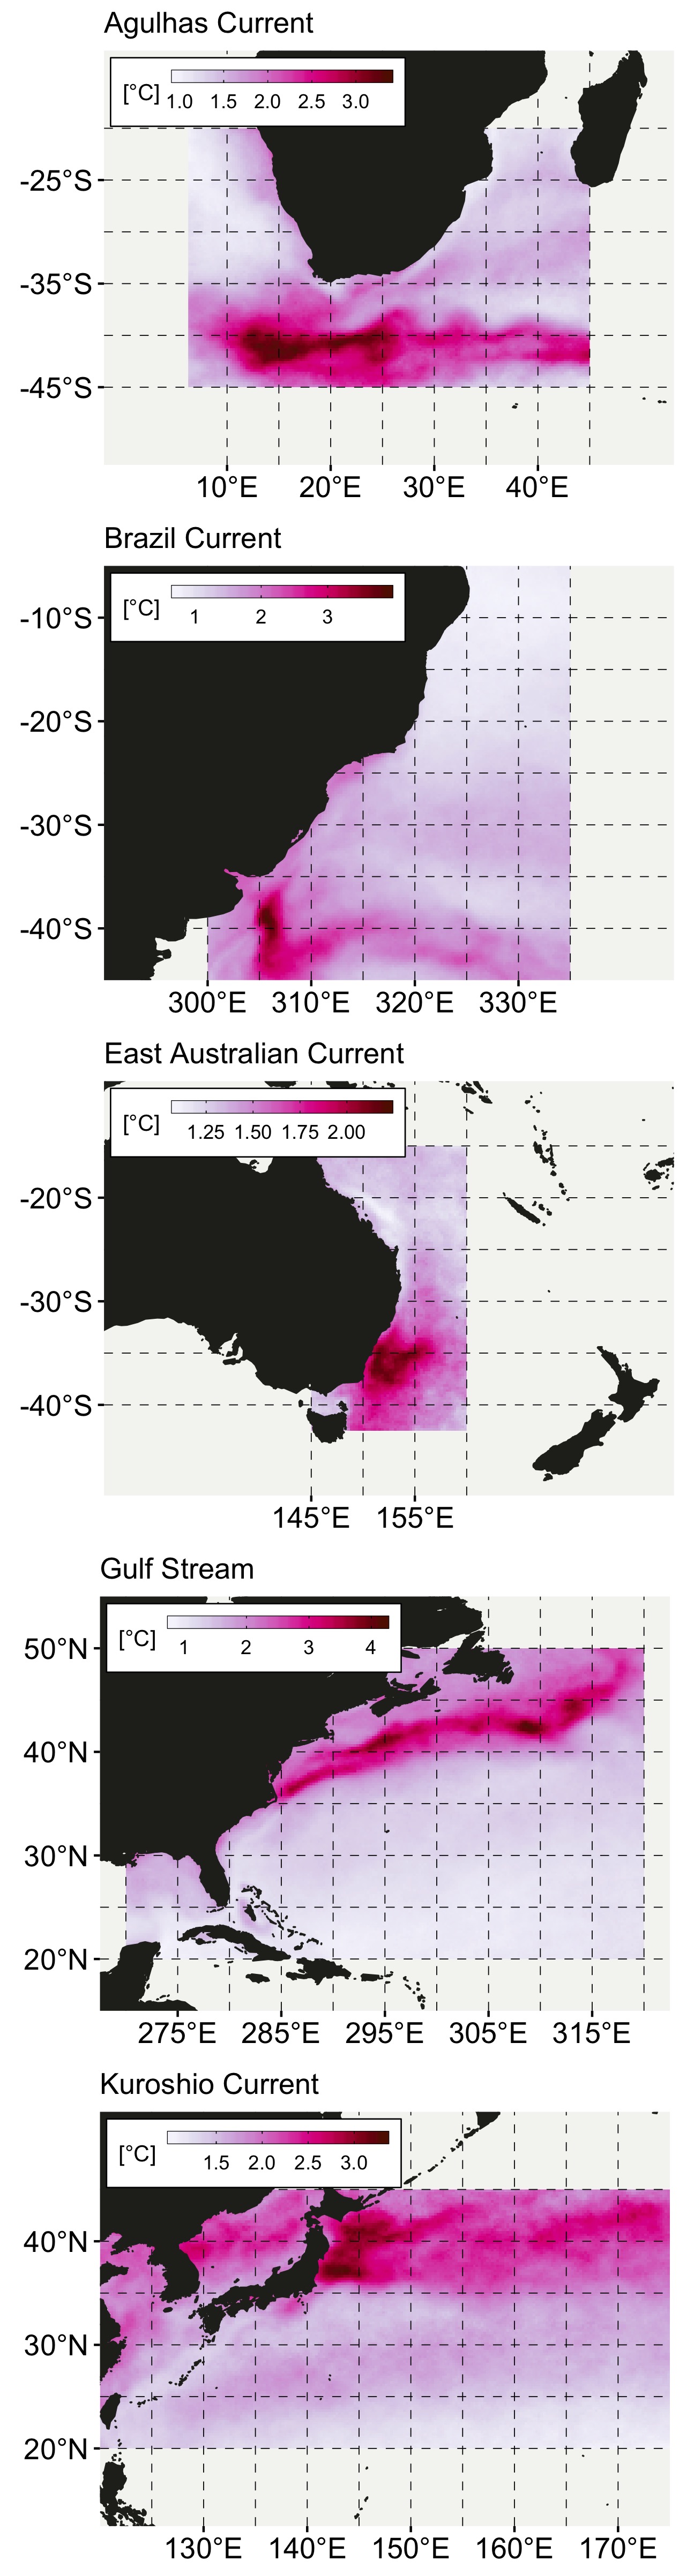 Agulhas Current
[°C] 1.0 1.5 2.0 2.5 3.0
-25°S
-35°S
-45°S
10°E 20°E 30°E 40°E
Brazil Current
[°C] 1 2 3
-10°S
-20°S
-30°S
-40°S
300°E 310°E 320°E 330°E
East Australian Current
[°C] 1.25 1.50 1.75 2.00
-20°S
-30°S
-40°S
145°E 155°E
Gulf Stream
[°C] 1 2 3 4
50°N
40°N
30°N
20°N
275°E 285°E 295°E 305°E 315°E
Kuroshio Current
[°C] 1.5 2.0 2.5 3.0
40°N
30°N
20°N
130°E 140°E 150°E 160°E 170°E